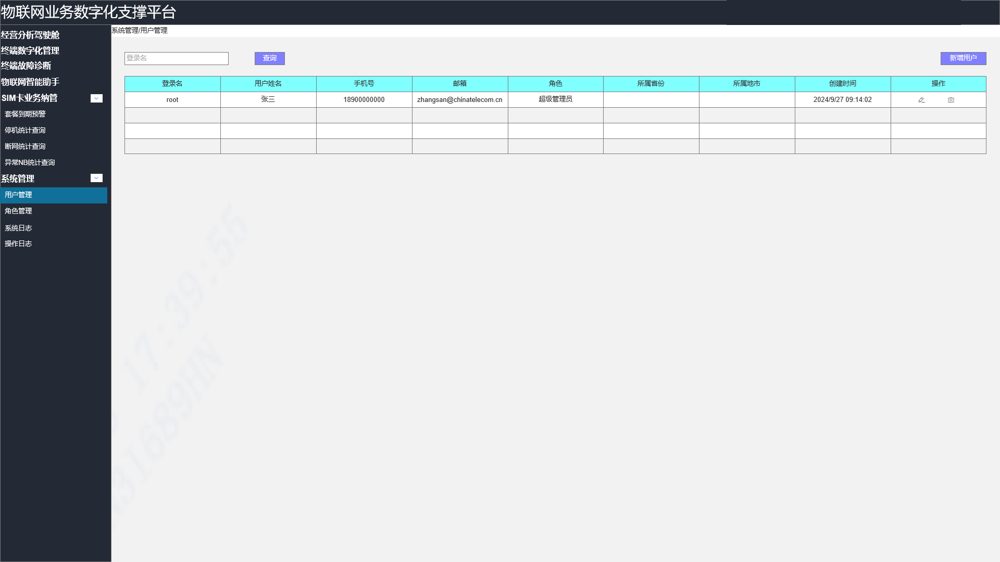 物联网业务数字化支撑平台
系统管理/用户管理
经营分析驾驶舱
终端数字化管理
终端故障诊断
物联网智能助手
SIM卡业务纳管
套餐到期预警
停机统计查询
断网统计查询
异常NB统计查询
系统管理
用户管理
角色管理
系统日志
操作日志
登录名 查询 新增用户
登录名 用户姓名 手机号 邮箱 角色 所属省份 所属地市 创建时间 操作
root 张三 18900000000 zhangsan@chinatelecom.cn 超级管理员 2024/9/27 09:14:02
17:39:55
31689HN